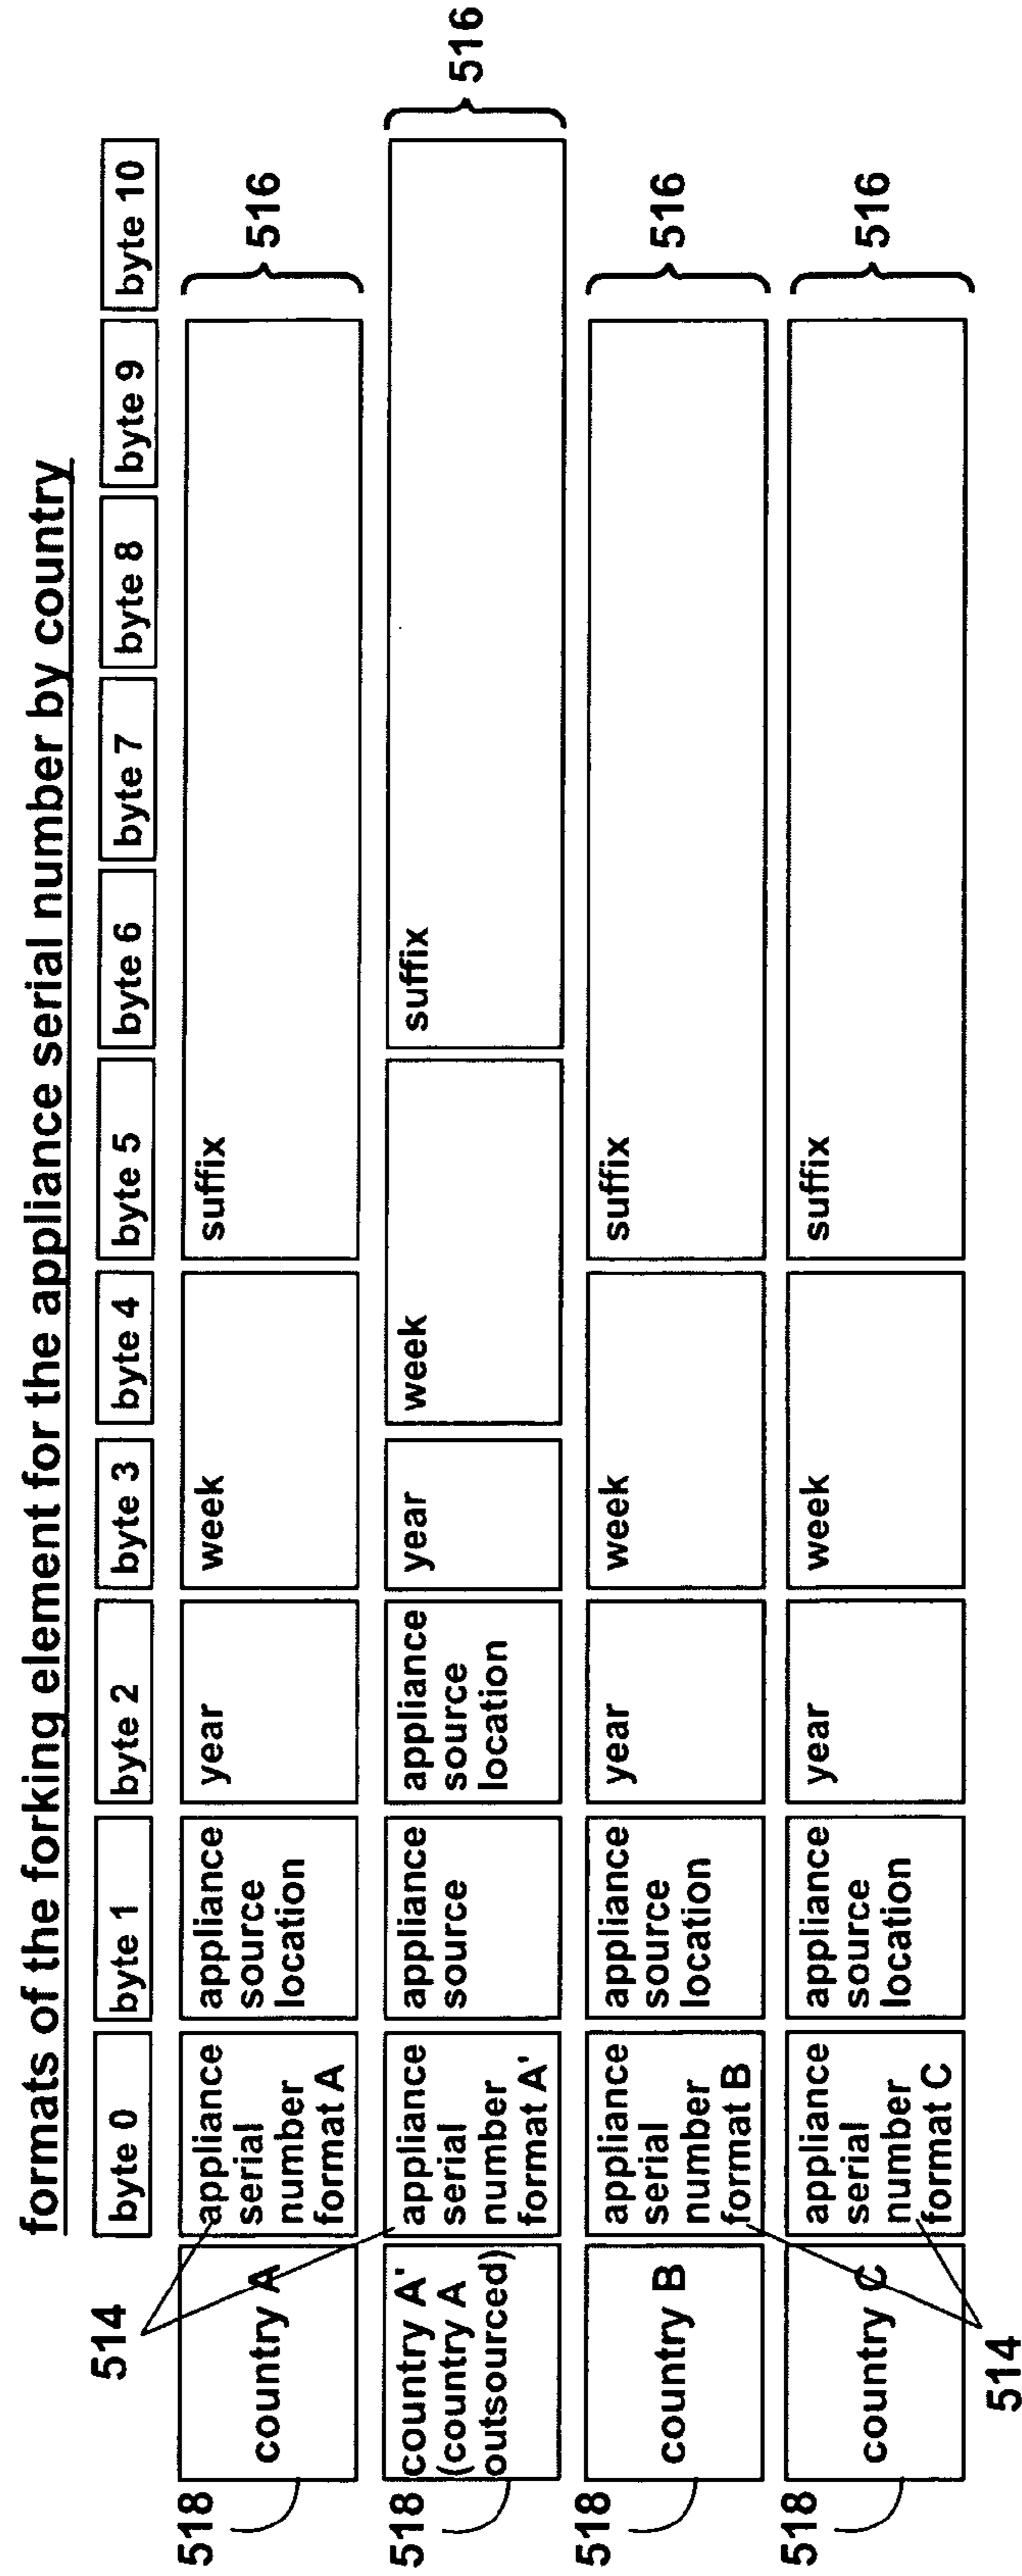 formats of the forking element for the appliance serial number by country
byte 0 byte 1 byte 2 byte 3 byte 4 byte 5 byte 6 byte 7 byte 8 byte 9 byte 10
514
518
country A
appliance
serial
number
format A
appliance
source
location
year
week
suffix
516
518
country A'
(country A
outsourced)
appliance
serial
number
format A'
appliance
source
appliance
source
location
year
week
suffix
516
518
country B
appliance
serial
number
format B
appliance
source
location
year
week
suffix
516
518
country C
appliance
serial
number
format C
appliance
source
location
year
week
suffix
516
514